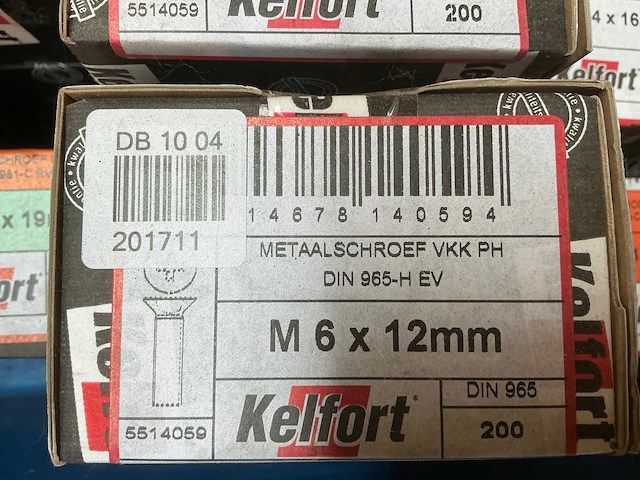 5514059
Kelfort
200
4 x 16
Kelfort
DB 10 04
201711
14678 140594
METAALSCHROEF VKK PH
DIN 965-H EV
M 6 x 12mm
DIN 965
Kelfort
5514059
200
Kelfort
x 19